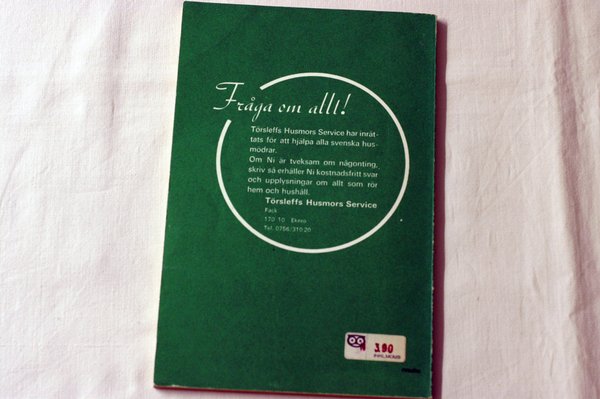 Fråga om allt!
Törsleffs Husmors Service har inrät-
tats för att hjälpa alla svenska hus-
mödrar.
Om Ni är tveksam om någonting,
skriv så erhåller Ni kostnadsfritt svar
och upplysningar om allt som rör
hem och hushåll.
Törsleffs Husmors Service
Fack
170 10 Ekerö
Tel. 0756/310 20
3.90